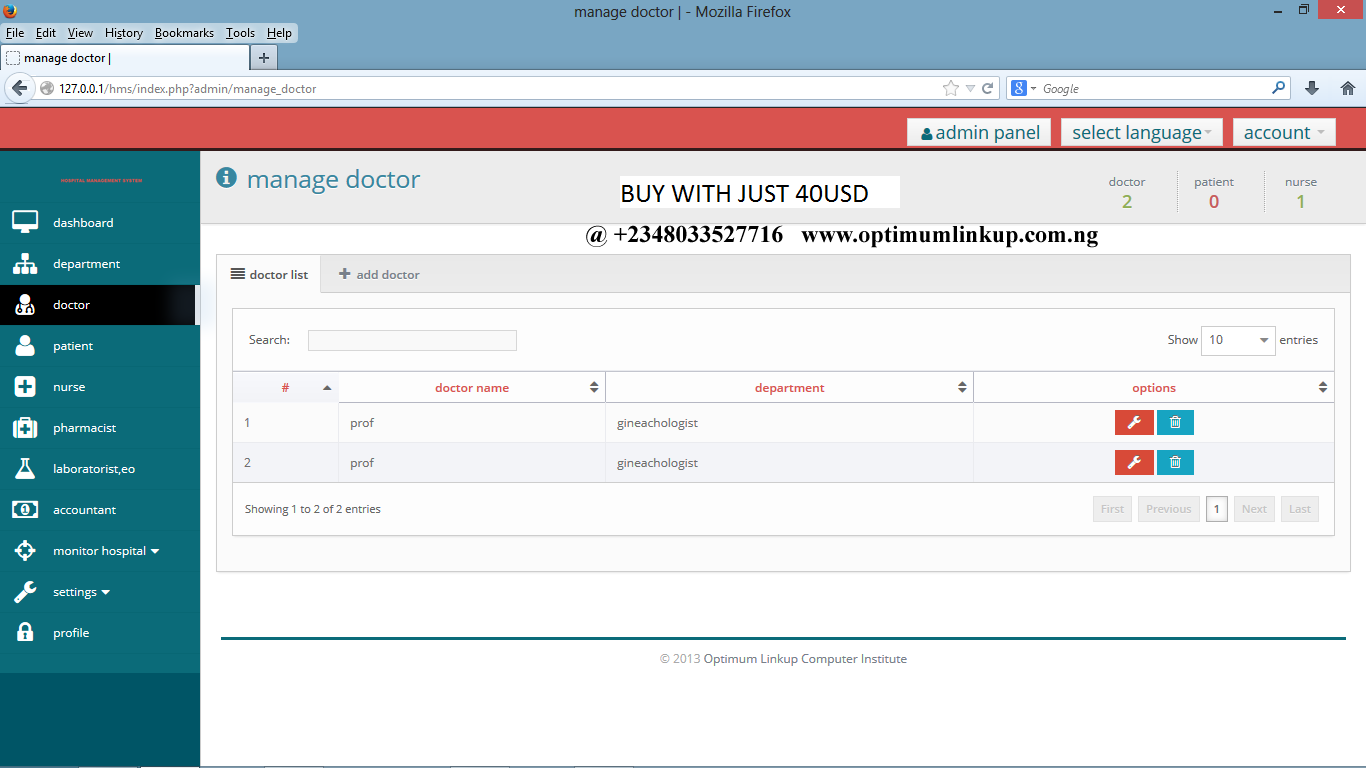 manage doctor | - Mozilla Firefox
File Edit View History Bookmarks Tools Help
manage doctor |
127.0.0.1/hms/index.php?admin/manage_doctor
Google
admin panel select language account
HOSPITAL MANAGEMENT SYSTEM
manage doctor
BUY WITH JUST 40USD
doctor patient nurse
2 0 1
@ +2348033527716 www.optimumlinkup.com.ng
dashboard
department
doctor
patient
nurse
pharmacist
laboratorist,eo
accountant
monitor hospital
settings
profile
doctor list add doctor
Search: Show 10 entries
# doctor name department options
1 prof gineachologist
2 prof gineachologist
Showing 1 to 2 of 2 entries First Previous 1 Next Last
© 2013 Optimum Linkup Computer Institute